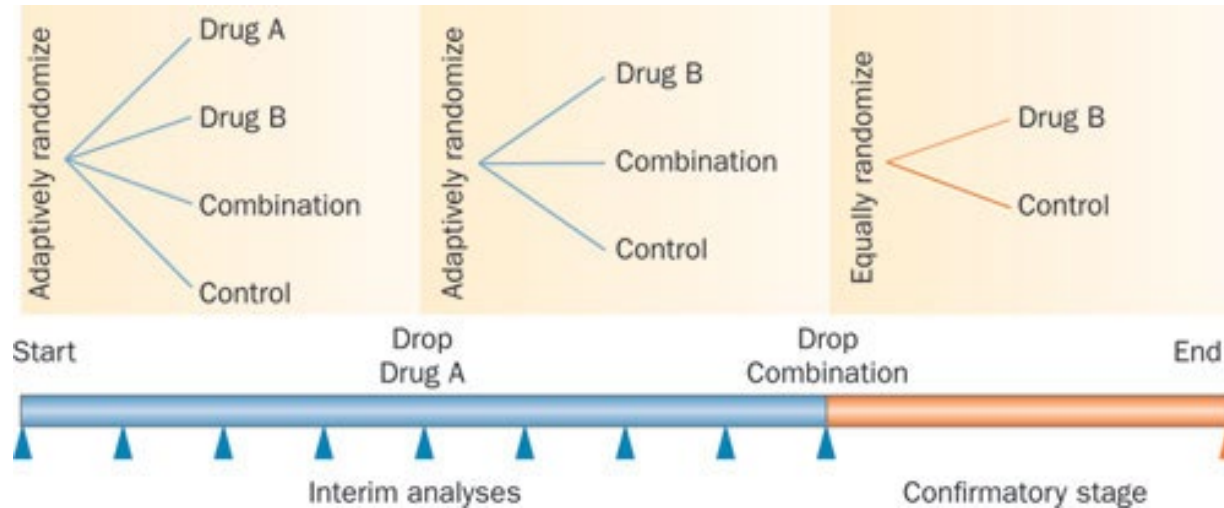 Adaptively randomize
Drug A
Drug B
Combination
Control
Adaptively randomize
Drug B
Combination
Control
Equally randomize
Drug B
Control
Start
Drop
Drug A
Drop
Combination
End
Interim analyses
Confirmatory stage